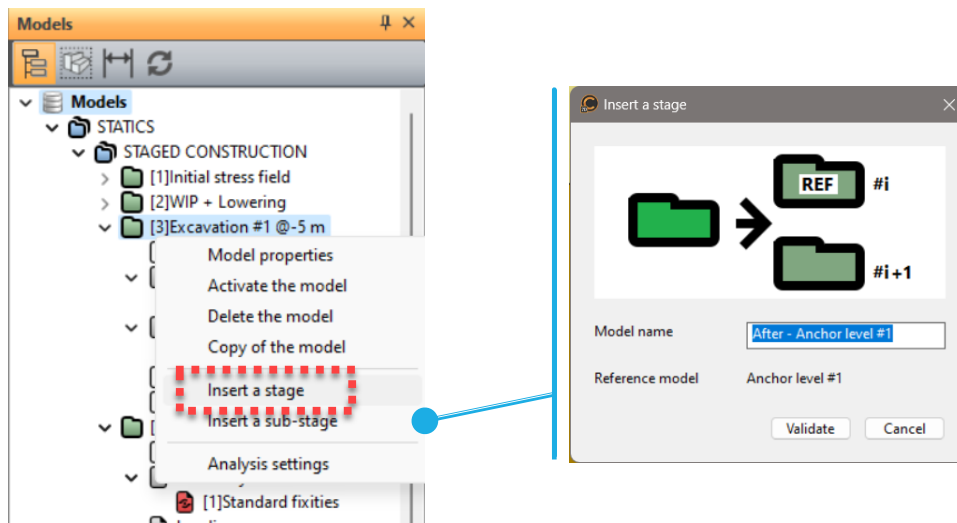 Models
Models
STATICS
STAGED CONSTRUCTION
[1]Initial stress field
[2]WIP + Lowering
[3]Excavation #1 @-5 m
Model properties
Activate the model
Delete the model
Copy of the model
Insert a stage
Insert a sub-stage
Analysis settings
[1]Standard fixities
Insert a stage
REF #i
#i+1
Model name After - Anchor level #1
Reference model Anchor level #1
Validate Cancel